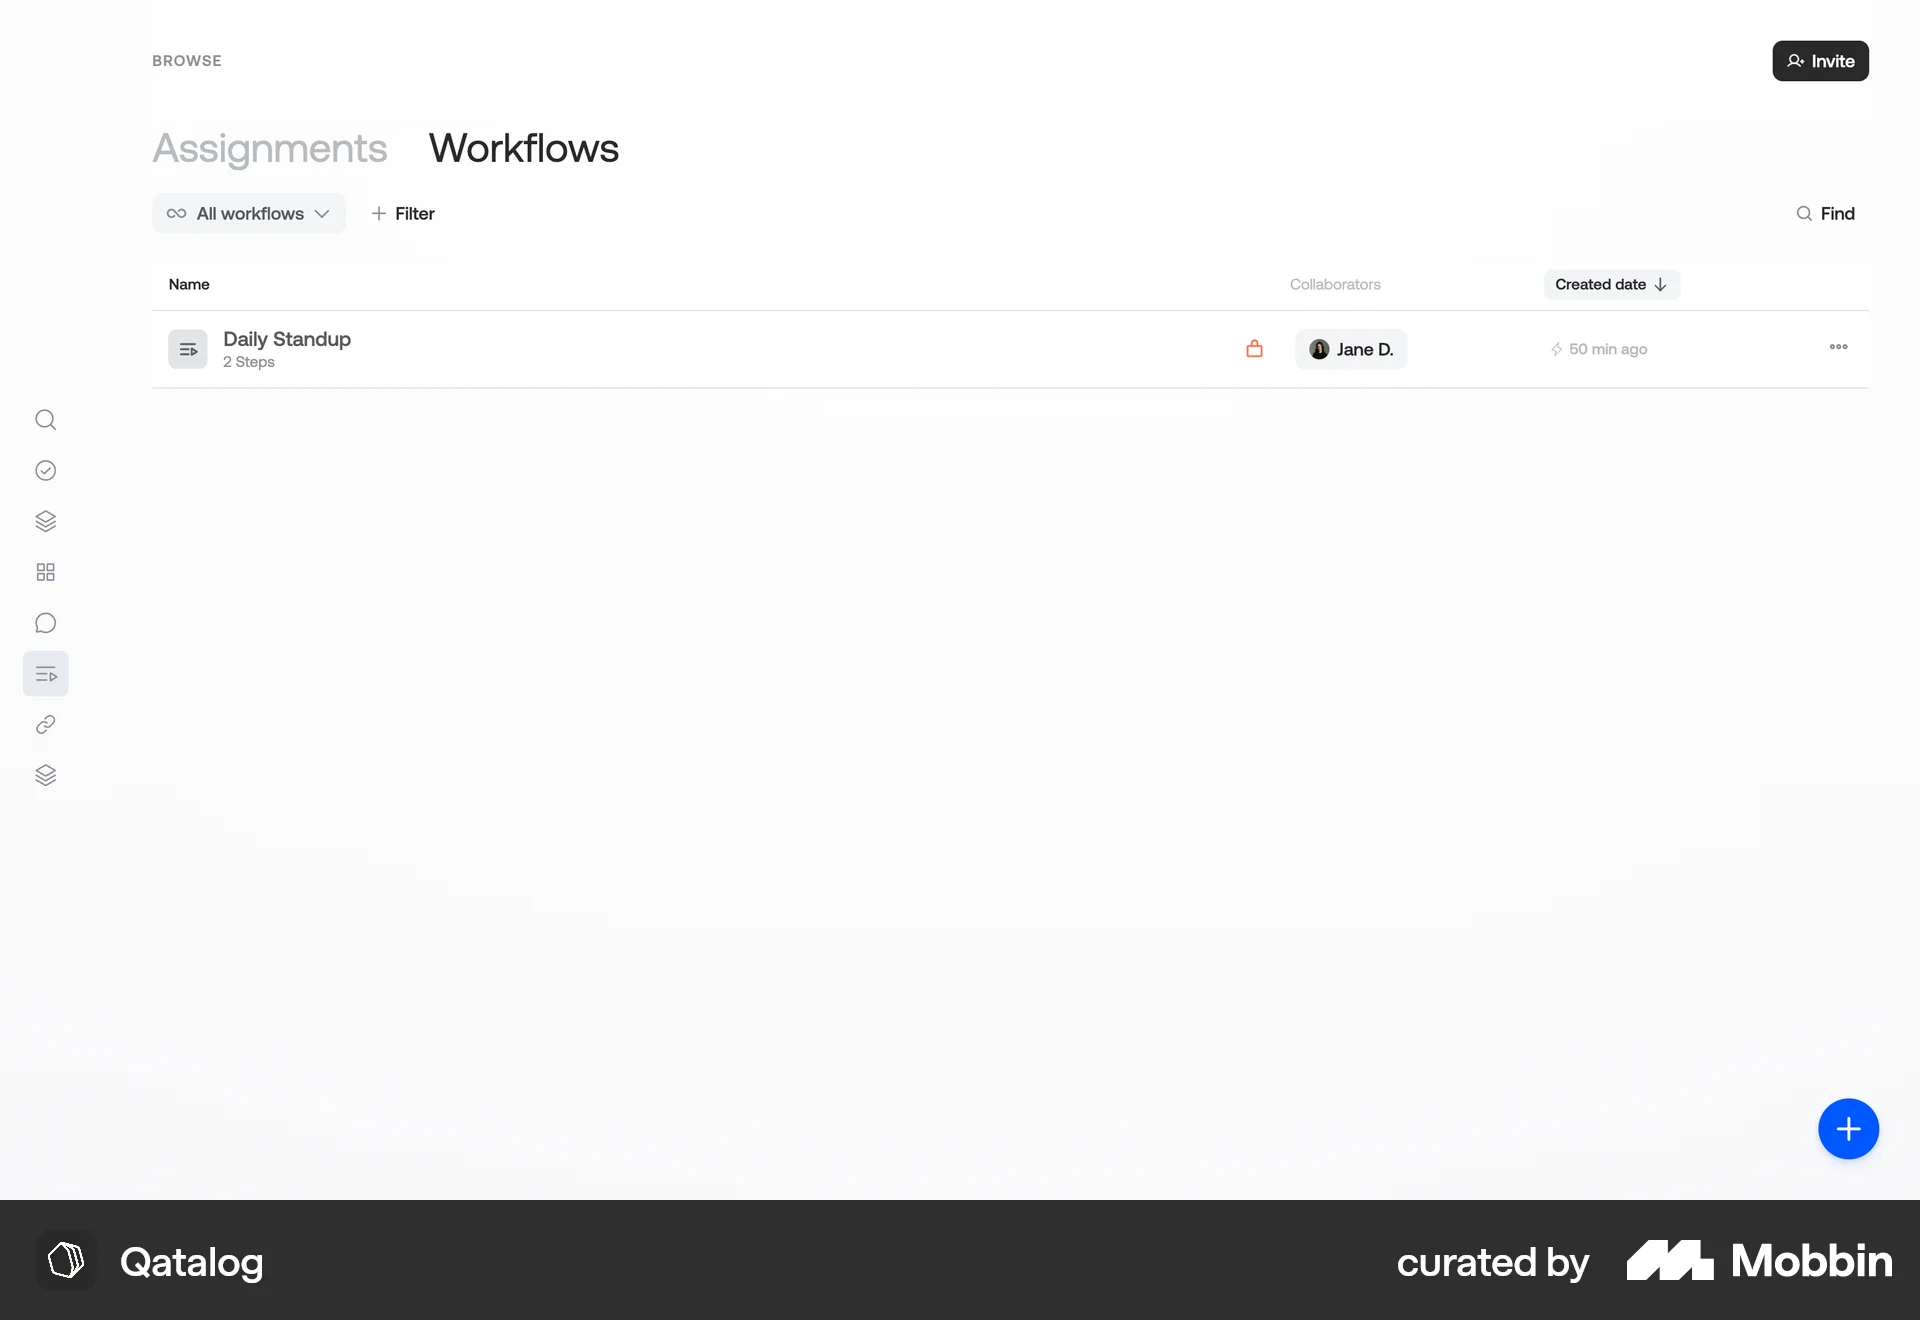 BROWSE
Invite
Assignments Workflows
All workflows Filter Find
Name Collaborators Created date
Daily Standup
2 Steps
Jane D. 50 min ago
Qatalog curated by Mobbin